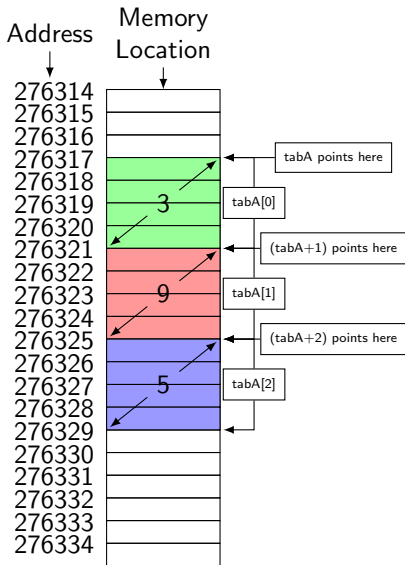 Address
Memory
Location
276314
276315
276316
276317
276318
276319
276320
276321
276322
276323
276324
276325
276326
276327
276328
276329
276330
276331
276332
276333
276334
3
9
5
tabA points here
tabA[0]
(tabA+1) points here
tabA[1]
(tabA+2) points here
tabA[2]